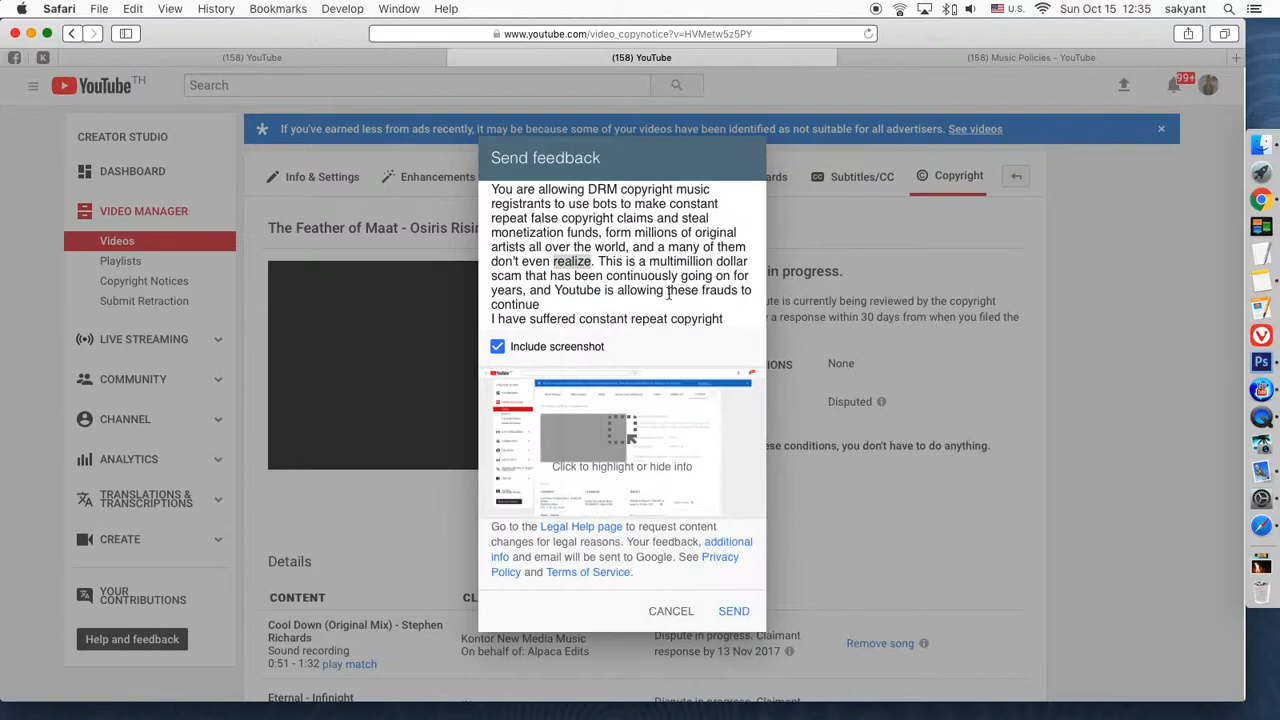 Safari File Edit View History Bookmarks Develop Window Help U.S. Sun Oct 15 12:35 sakyant
www.youtube.com/video_copynotice?v=HVMetw5z5PY
(158) YouTube (158) YouTube (158) Music Policies - YouTube
YouTube TH Search 99+
CREATOR STUDIO
DASHBOARD
VIDEO MANAGER
Videos
Playlists
Copyright Notices
Submit Retraction
LIVE STREAMING
COMMUNITY
CHANNEL
ANALYTICS
TRANSLATIONS &
TRANSCRIPTIONS
CREATE
YOUR
CONTRIBUTIONS
Help and feedback
If you've earned less from ads recently, it may be because some of your videos have been identified as not suitable for all advertisers. See videos
Info & Settings Enhancements ards Subtitles/CC Copyright
The Feather of Maat - Osiris Risin
in progress.
ute is currently being reviewed by the
e a response within 30 days from when you filed the
IONS None
Disputed
hese conditions, you don't have to do anything.
Send feedback
You are allowing DRM copyright music
registrants to use bots to make constant
repeat false copyright claims and steal
monetization funds, form millions of original
artists all over the world, and a many of them
don't even realize. This is a multimillion dollar
scam that has been continuously going on for
years, and Youtube is allowing these frauds to
continue
I have suffered constant repeat copyright
Include screenshot
Click to highlight or hide info
Go to the Legal Help page to request content
changes for legal reasons. Your feedback, additional
info and email will be sent to Google. See Privacy
Policy and Terms of Service.
CANCEL SEND
Details
CONTENT CL
Cool Down (Original Mix) - Stephen
Richards
Sound recording
0:51 - 1:32 play match
Kontor New Media Music
On behalf of: Alpaca Edits
Dispute in progress. Claimant
response by 13 Nov 2017
Remove song
Eternal - Infinight
Dispute in progress. Claimant